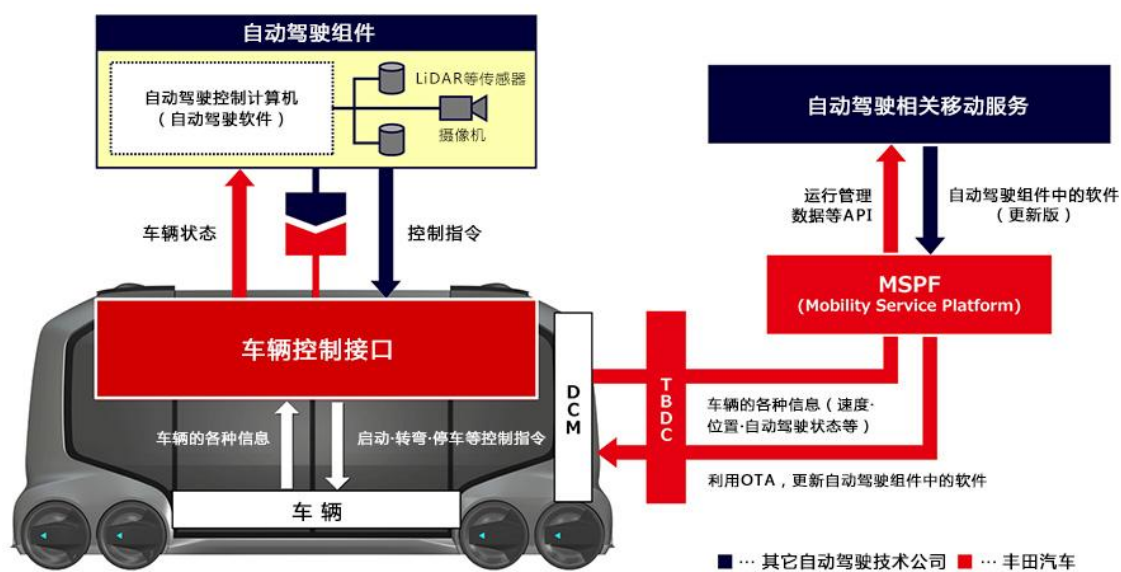 自动驾驶组件
自动驾驶控制计算机
（自动驾驶软件）
LiDAR等传感器
摄像机
自动驾驶相关移动服务
车辆状态
控制指令
运行管理
数据等API
自动驾驶组件中的软件
（更新版）
MSPF
(Mobility Service Platform)
车辆控制接口
DCM
TBDC
车辆的各种信息（速度·
位置·自动驾驶状态等）
车辆的各种信息
启动·转弯·停车等控制指令
利用OTA，更新自动驾驶组件中的软件
车 辆
… 其它自动驾驶技术公司
… 丰田汽车